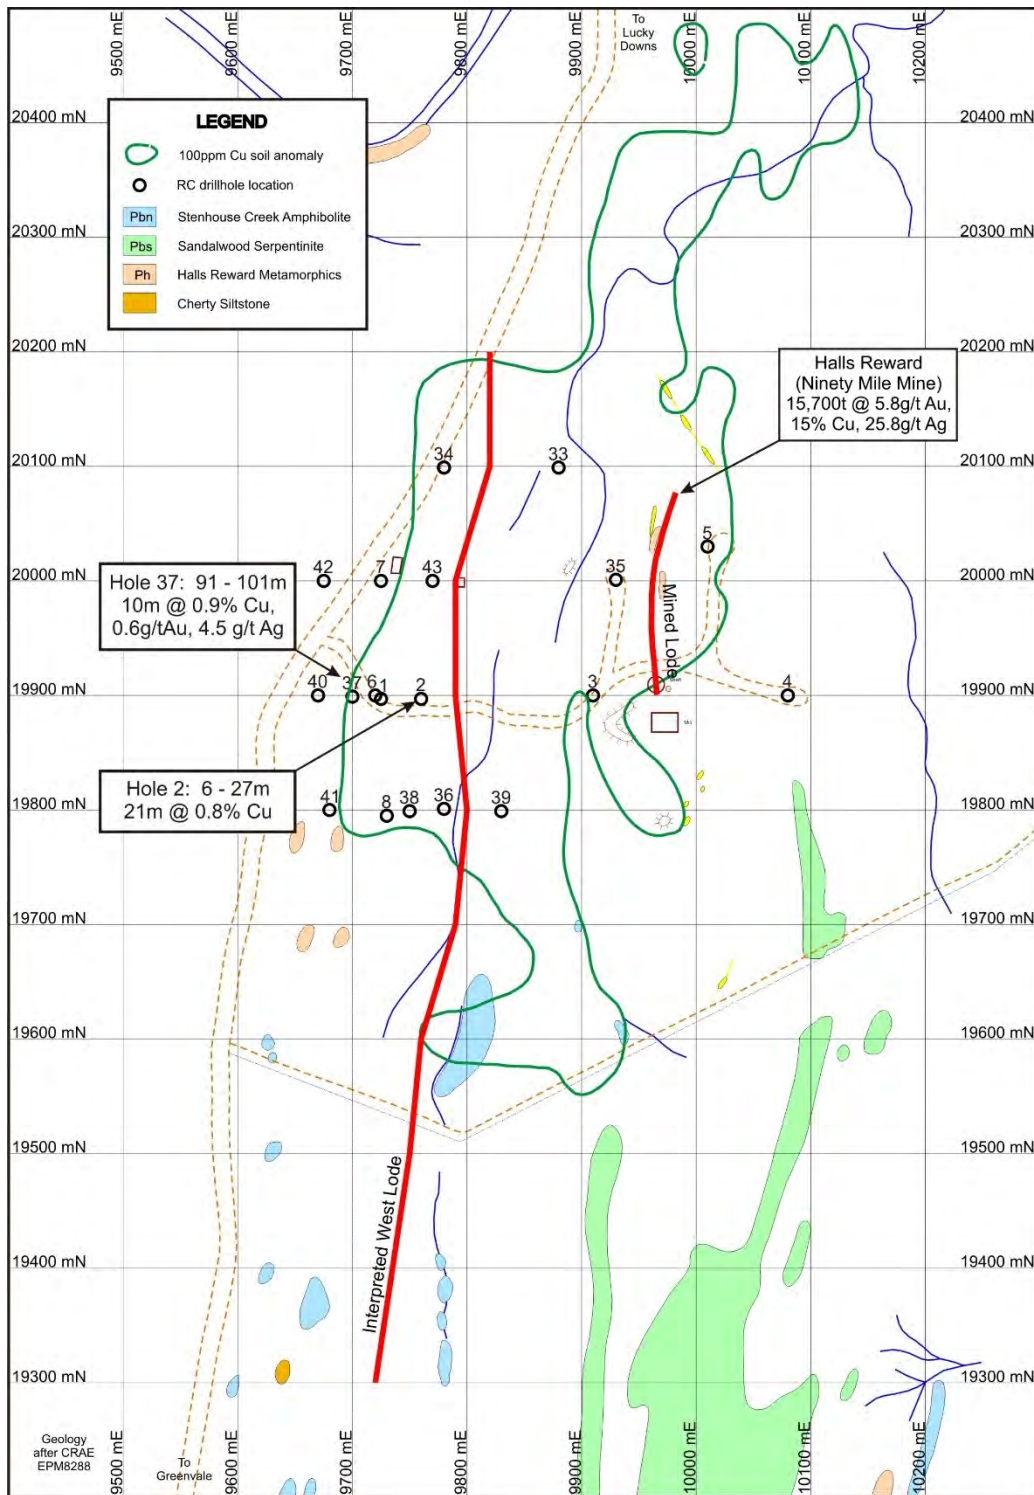 9500 mE
9600 mE
9700 mE
9800 mE
9900 mE
10000 mE
10100 mE
10200 mE
To
Lucky
Downs
20400 mN
20400 mN
LEGEND
100ppm Cu soil anomaly
RC drillhole location
Pbn Stenhouse Creek Amphibolite
Pbs Sandalwood Serpentinite
Ph Halls Reward Metamorphics
Cherty Siltstone
20300 mN
20300 mN
20200 mN
20200 mN
Halls Reward
(Ninety Mile Mine)
15,700t @ 5.8g/t Au,
15% Cu, 25.8g/t Ag
20100 mN
34
33
20100 mN
5
20000 mN
42
7
43
35
20000 mN
Hole 37: 91 - 101m
10m @ 0.9% Cu,
0.6g/tAu, 4.5 g/t Ag
Mined Lode
19900 mN
40
37
6
1
2
3
4
19900 mN
Hole 2: 6 - 27m
21m @ 0.8% Cu
19800 mN
41
8
38
36
39
19800 mN
19700 mN
19700 mN
19600 mN
19600 mN
19500 mN
19500 mN
Interpreted West Lode
19400 mN
19400 mN
19300 mN
19300 mN
Geology
after CRAE
EPM8288
To
Greenvale
9500 mE
9600 mE
9700 mE
9800 mE
9900 mE
10000 mE
10100 mE
10200 mE